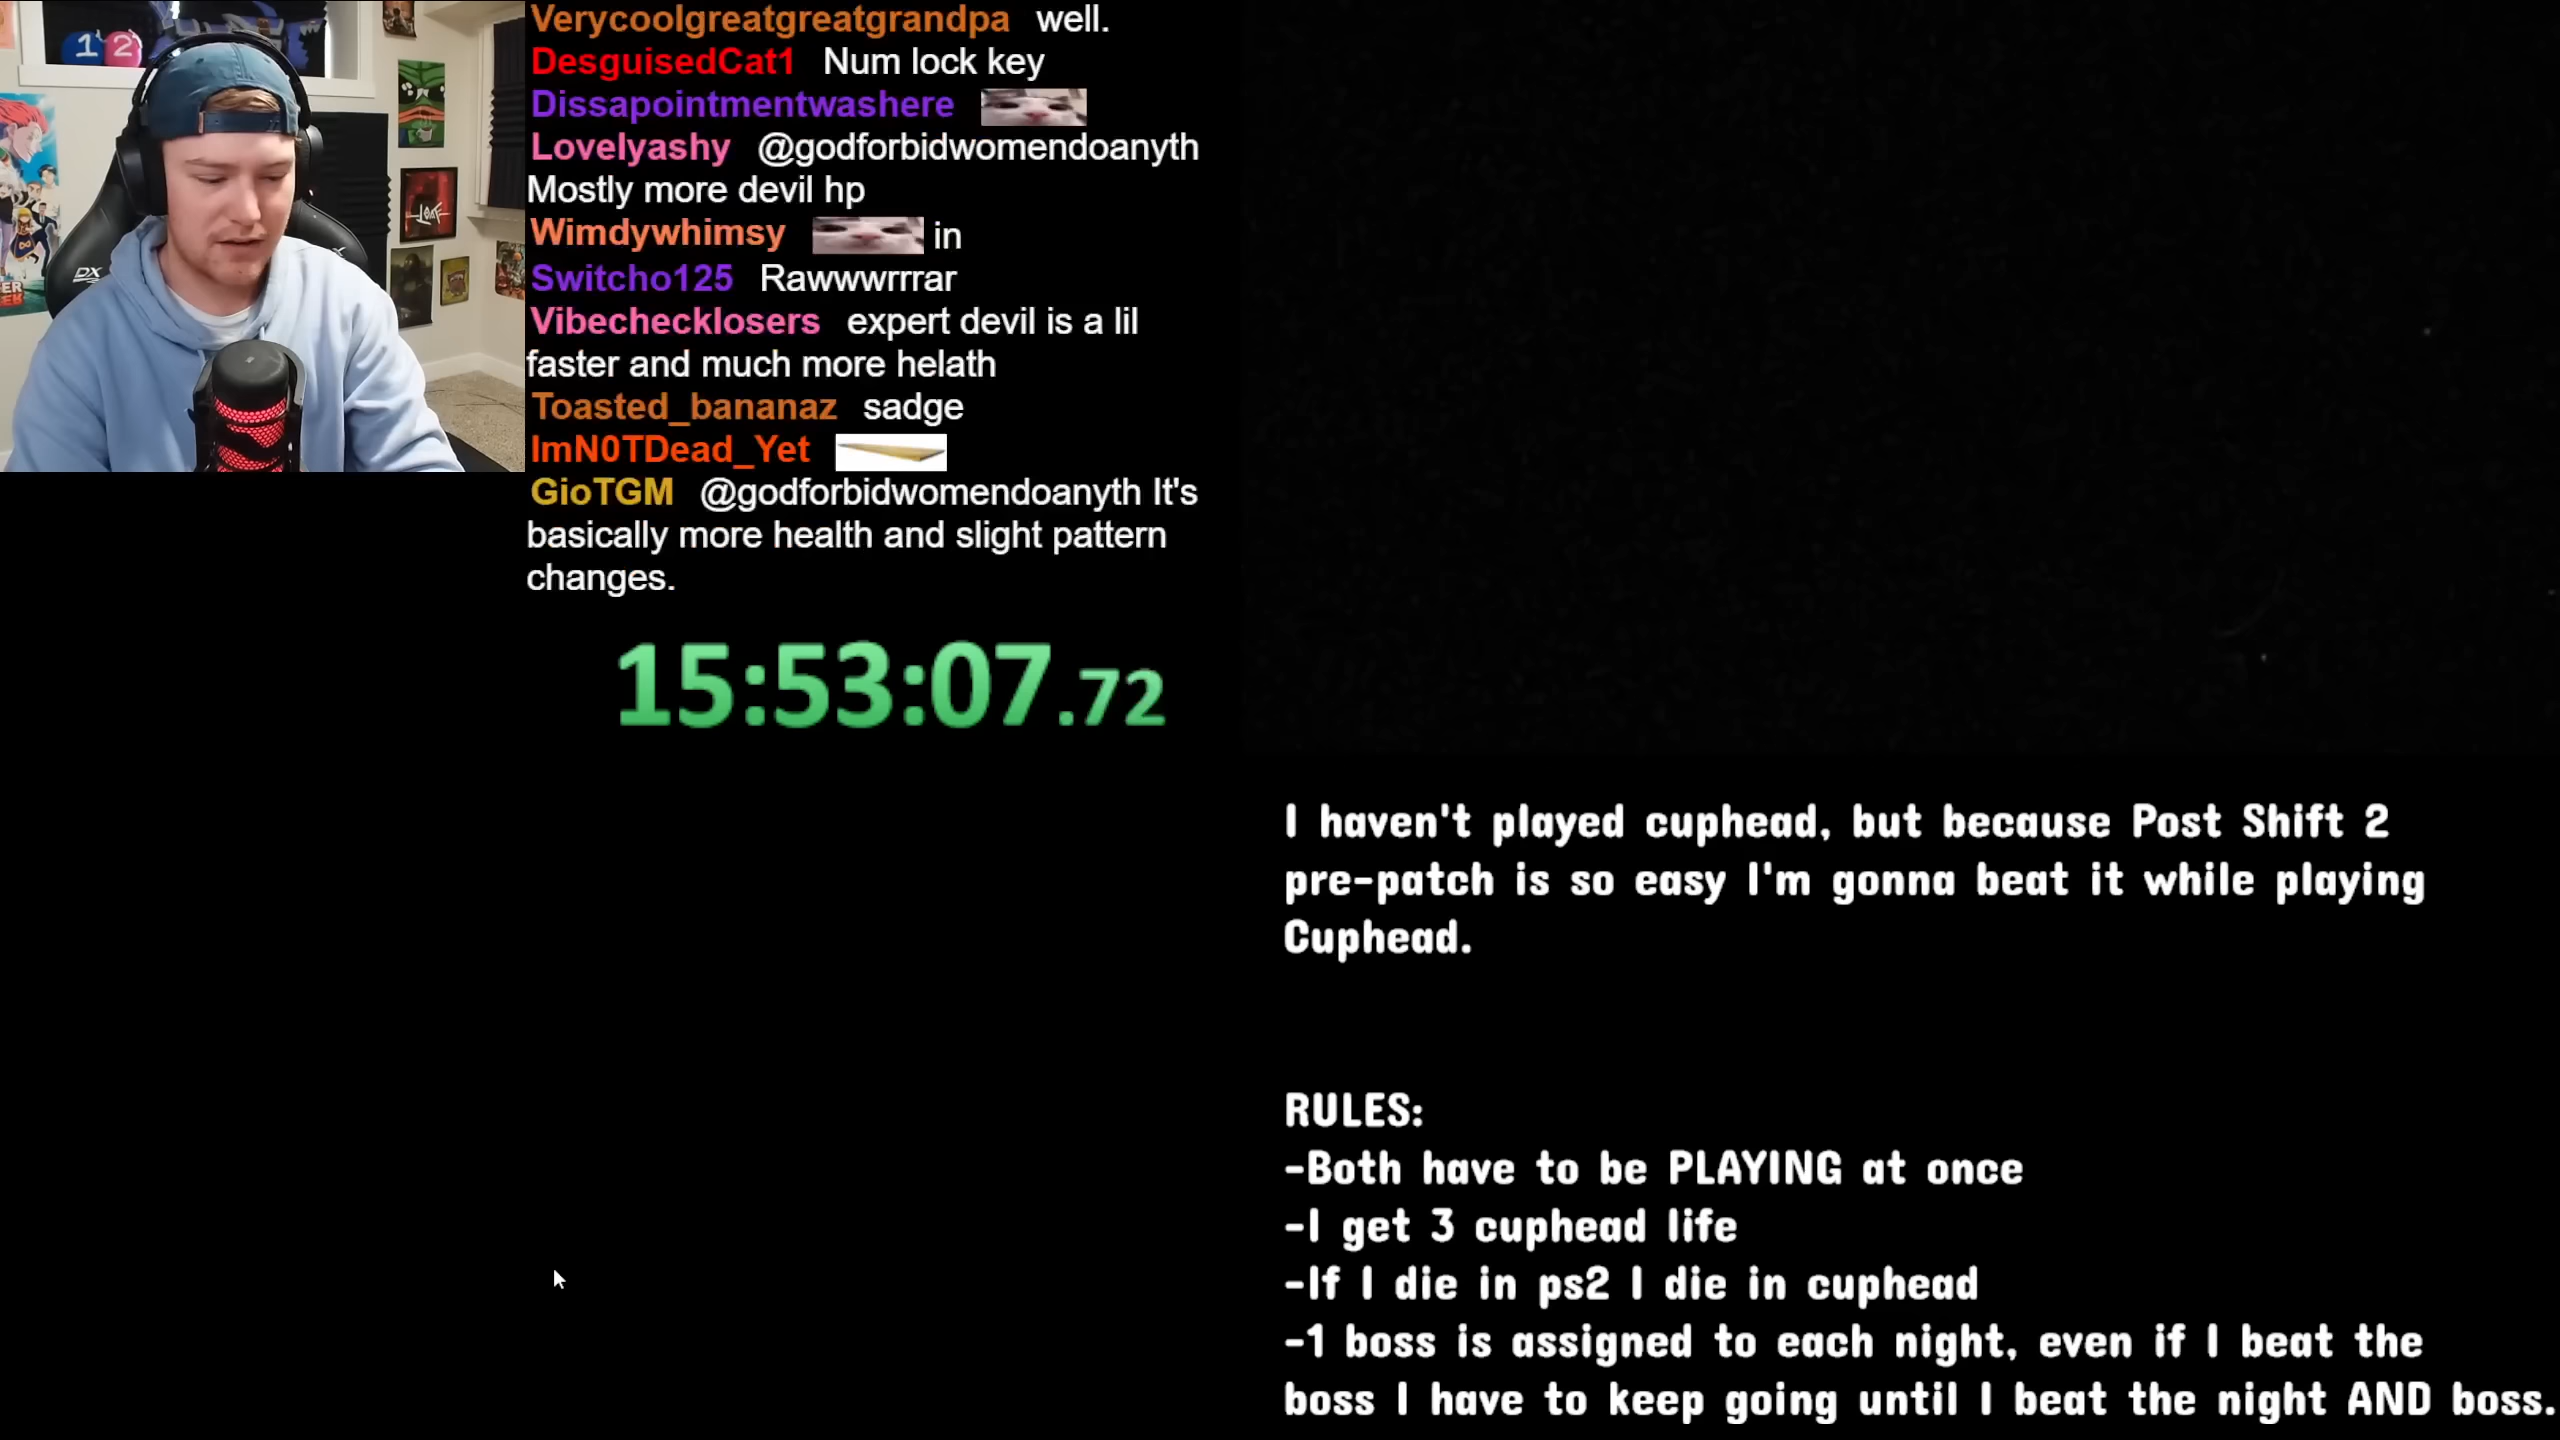 1 2
DX
LOAF
ER
Verycoolgreatgreatgrandpa well.
DesguisedCat1 Num lock key
Dissapointmentwashere
Lovelyashy @godforbidwomendoanyth
Mostly more devil hp
Wimdywhimsy in
Switcho125 Rawwwrrrar
Vibechecklosers expert devil is a lil
faster and much more helath
Toasted_bananaz sadge
ImN0TDead_Yet
GioTGM @godforbidwomendoanyth It's
basically more health and slight pattern
changes.
15:53:07.72
I haven't played cuphead, but because Post Shift 2
pre-patch is so easy I'm gonna beat it while playing
Cuphead.
RULES:
-Both have to be PLAYING at once
-I get 3 cuphead life
-If I die in ps2 I die in cuphead
-1 boss is assigned to each night, even if I beat the
boss I have to keep going until I beat the night AND boss.